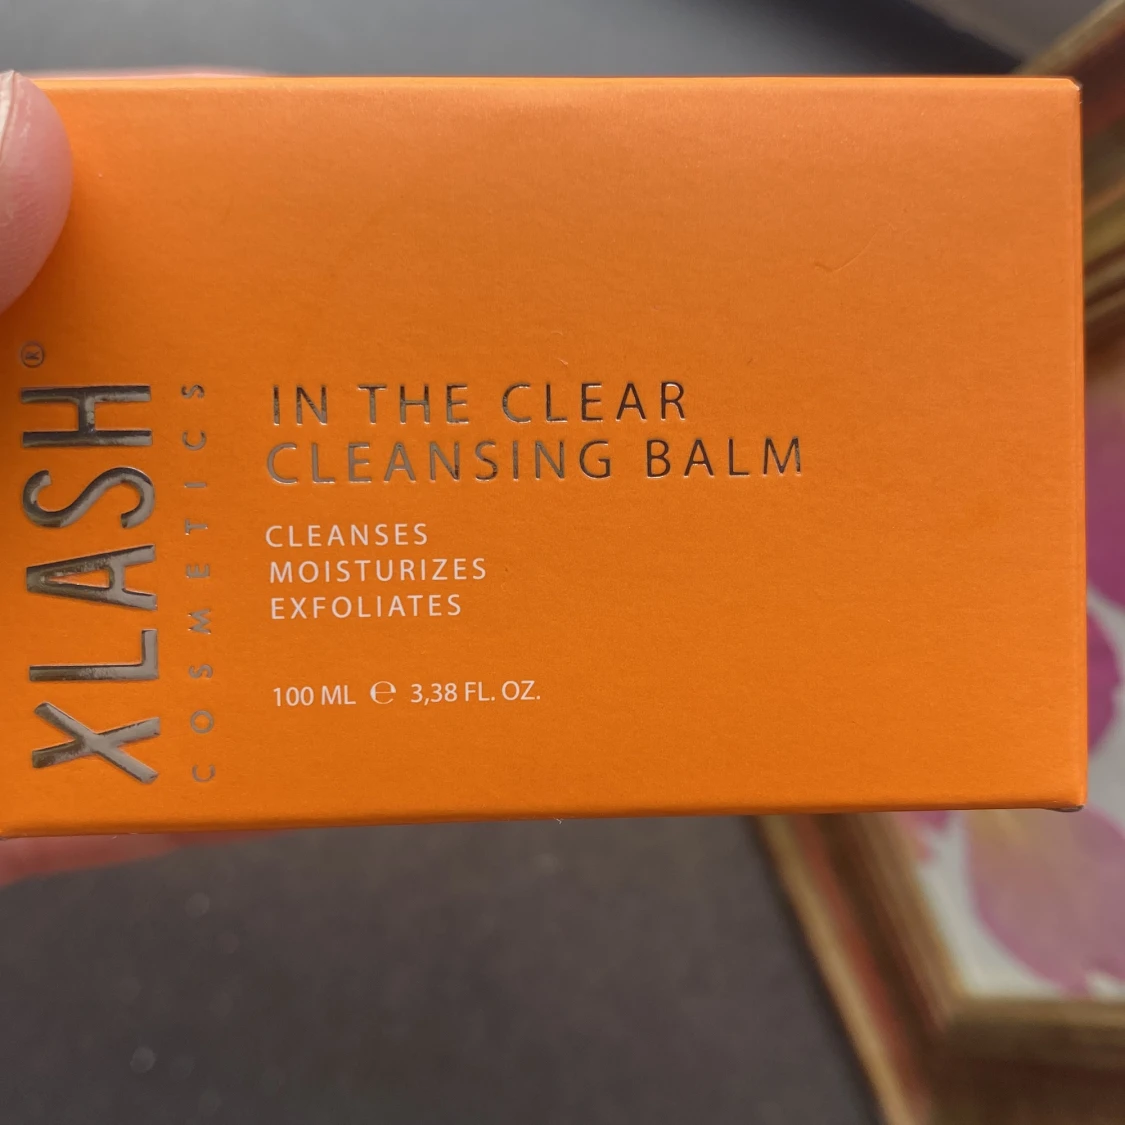 XLASH®
COSMETICS
IN THE CLEAR
CLEANSING BALM
CLEANSES
MOISTURIZES
EXFOLIATES
100 ML ℮ 3,38 FL. OZ.